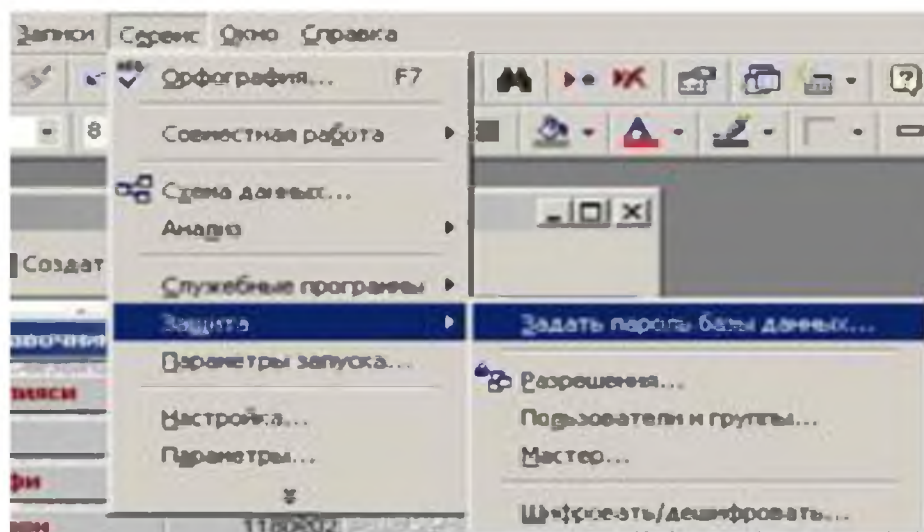 Записи Сервис Окно Справка
Орфография... F7
8
Совместная работа
Схема данных...
Анализ
Создат
Служебные программы
Защита
Задать пароль базы данных...
Параметры запуска...
Разрешения...
Настройка...
Пользователи и группы...
Параметры...
Мастер...
Шифровать/дешифровать...